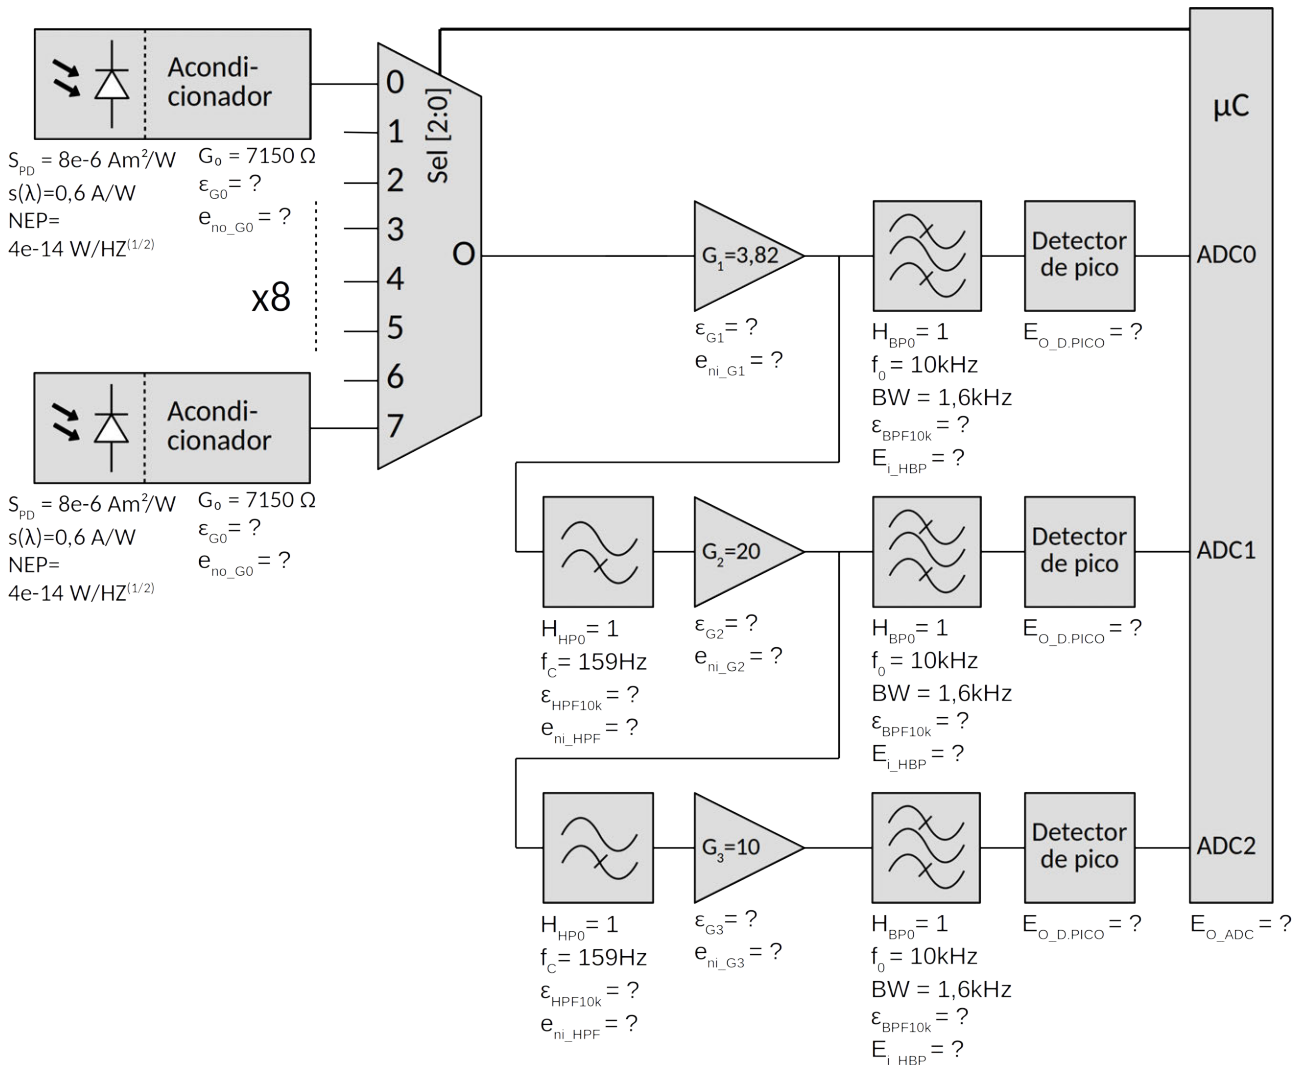 Acondi-
cionador
S_PD = 8e-6 Am²/W
s(λ)=0,6 A/W
NEP=
4e-14 W/HZ^(1/2)
G₀ = 7150 Ω
ε_G0 = ?
e_no_G0 = ?
x8
Acondi-
cionador
S_PD = 8e-6 Am²/W
s(λ)=0,6 A/W
NEP=
4e-14 W/HZ^(1/2)
G₀ = 7150 Ω
ε_G0 = ?
e_no_G0 = ?
0
1
2
3
4
5
6
7
Sel [2:0]
O
G₁=3,82
ε_G1 = ?
e_ni_G1 = ?
H_BP0 = 1
f₀ = 10kHz
BW = 1,6kHz
ε_BPF10k = ?
E_i_HBP = ?
Detector
de pico
E_O_D.PICO = ?
H_HP0 = 1
f_C = 159Hz
ε_HPF10k = ?
e_ni_HPF = ?
G₂=20
ε_G2 = ?
e_ni_G2 = ?
H_BP0 = 1
f₀ = 10kHz
BW = 1,6kHz
ε_BPF10k = ?
E_i_HBP = ?
Detector
de pico
E_O_D.PICO = ?
H_HP0 = 1
f_C = 159Hz
ε_HPF10k = ?
e_ni_HPF = ?
G₃=10
ε_G3 = ?
e_ni_G3 = ?
H_BP0 = 1
f₀ = 10kHz
BW = 1,6kHz
ε_BPF10k = ?
E_i_HBP = ?
Detector
de pico
E_O_D.PICO = ?
µC
ADC0
ADC1
ADC2
E_O_ADC = ?